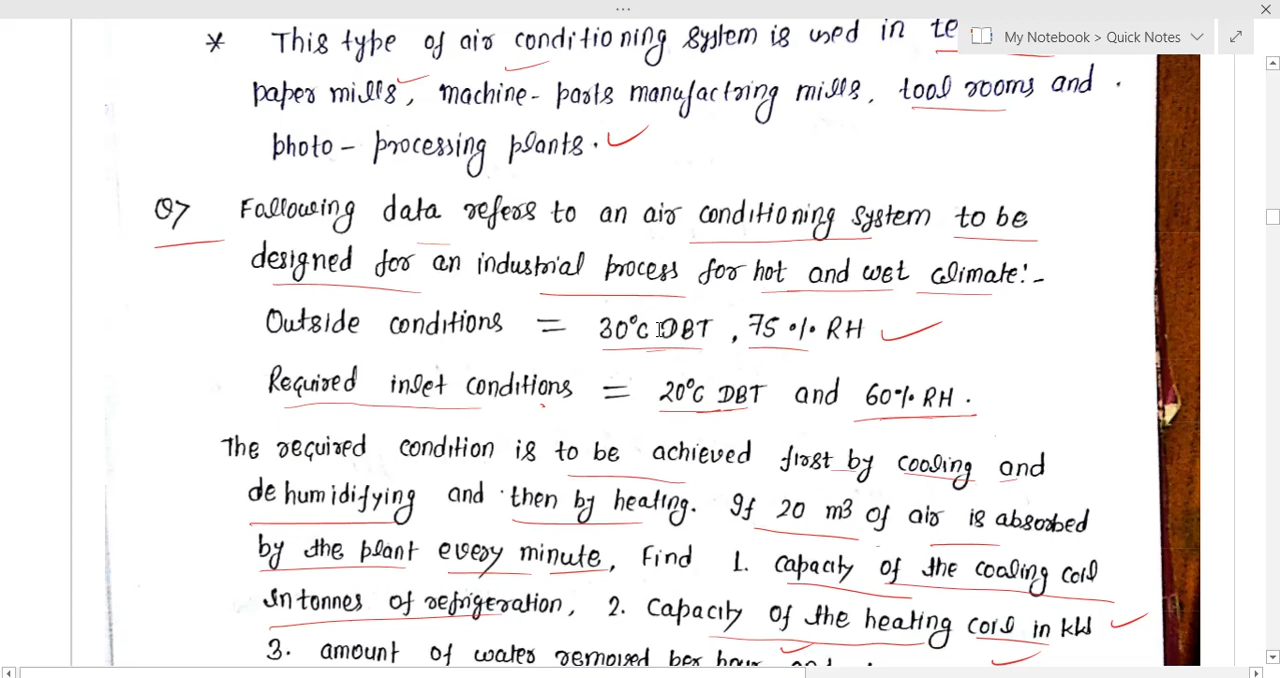 My Notebook > Quick Notes
* This type of air conditioning system is used in te
paper mills, machine-parts manufactring mills, tool rooms and
photo-processing plants.
Q7 Following data refers to an air conditioning system to be
designed for an industrial process for hot and wet climate:-
Outside conditions = 30°C DBT, 75 % RH
Required inlet conditions = 20°C DBT and 60% RH.
The required condition is to be achieved first by cooling and
dehumidifying and then by heating. If 20 m3 of air is absorbed
by the plant every minute, Find 1. capacity of the cooling coil
in tonnes of refrigeration, 2. capacity of the heating coil in kW
3. amount of water removed per hour